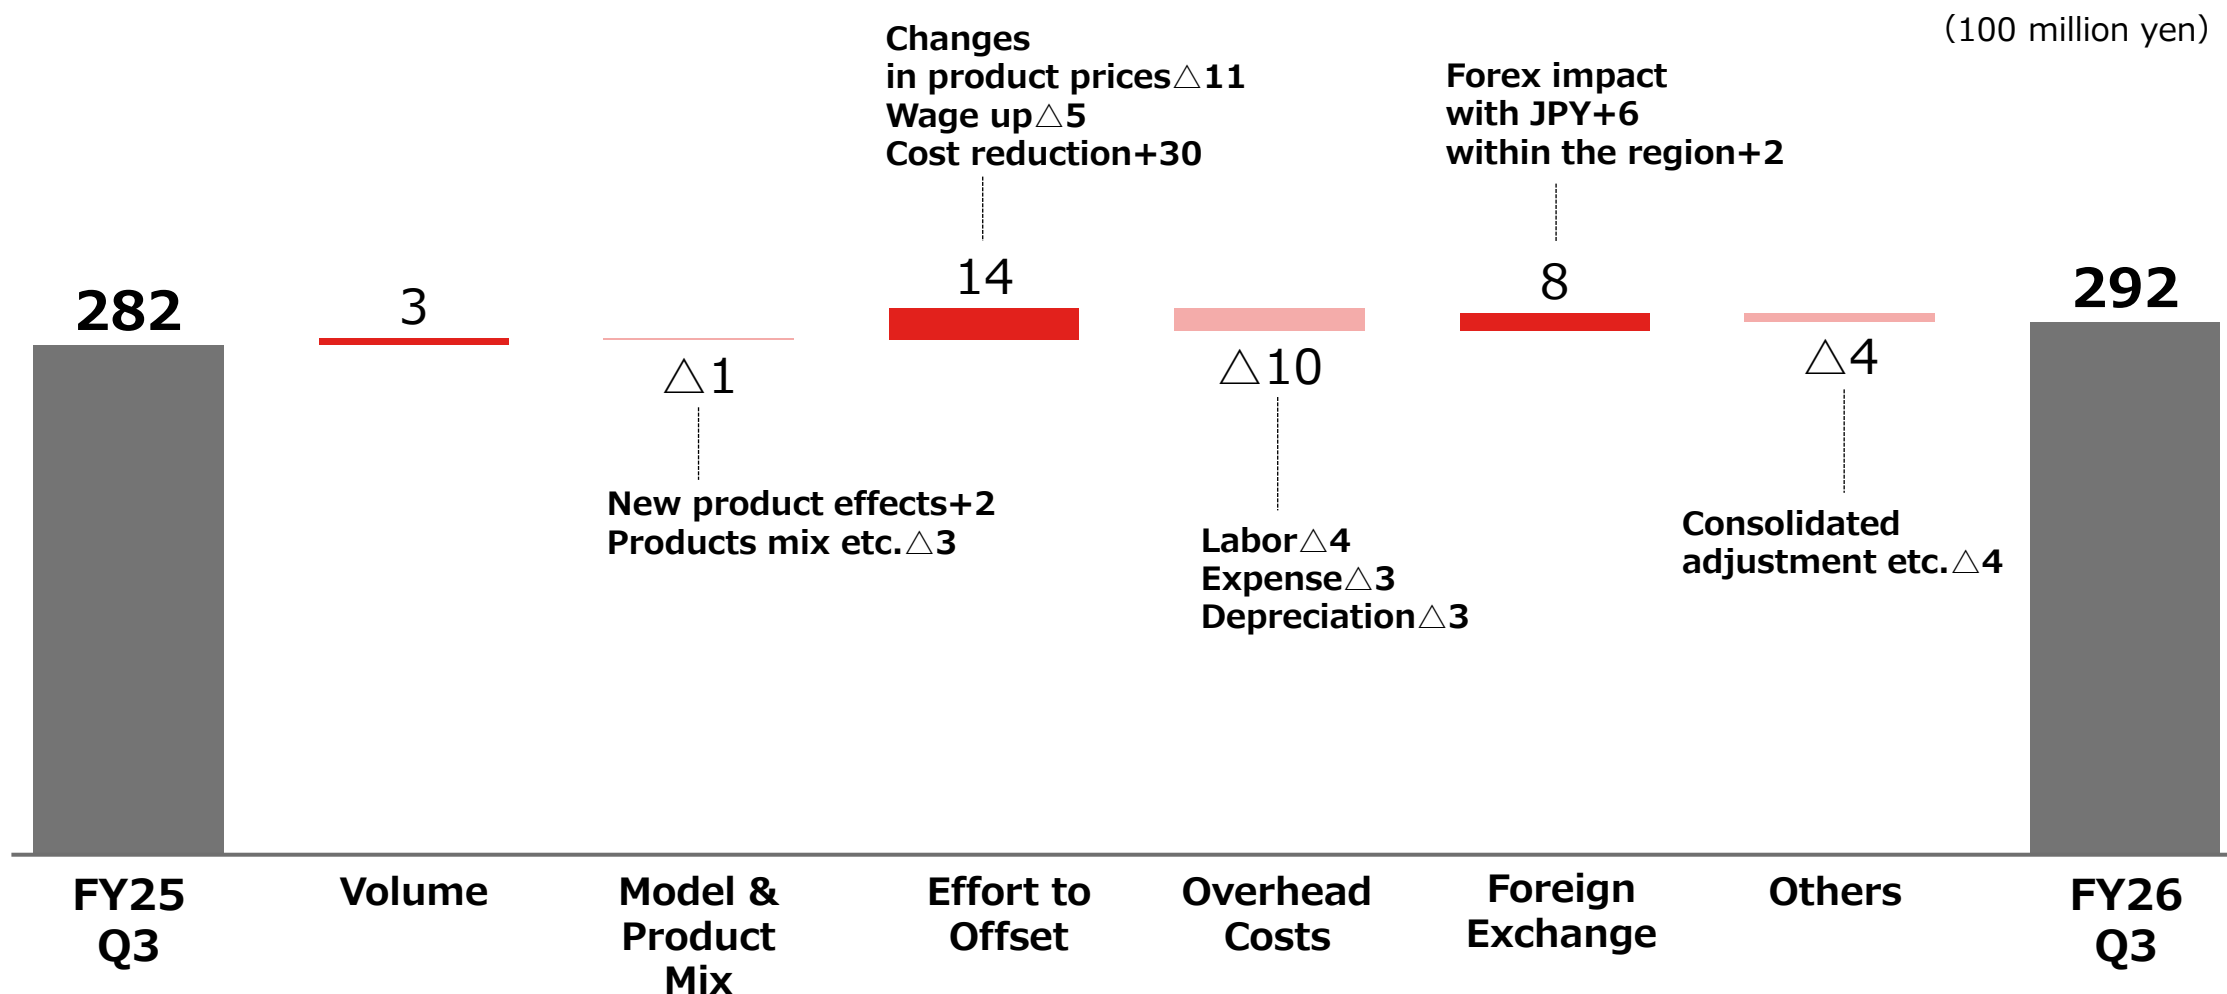 （100 million yen）
Changes
in product prices△11
Wage up△5
Cost reduction+30
Forex impact
with JPY+6
within the region+2
282
3
△1
14
△10
8
△4
292
New product effects+2
Products mix etc.△3
Labor△4
Expense△3
Depreciation△3
Consolidated
adjustment etc.△4
FY25
Q3
Volume
Model &
Product
Mix
Effort to
Offset
Overhead
Costs
Foreign
Exchange
Others
FY26
Q3